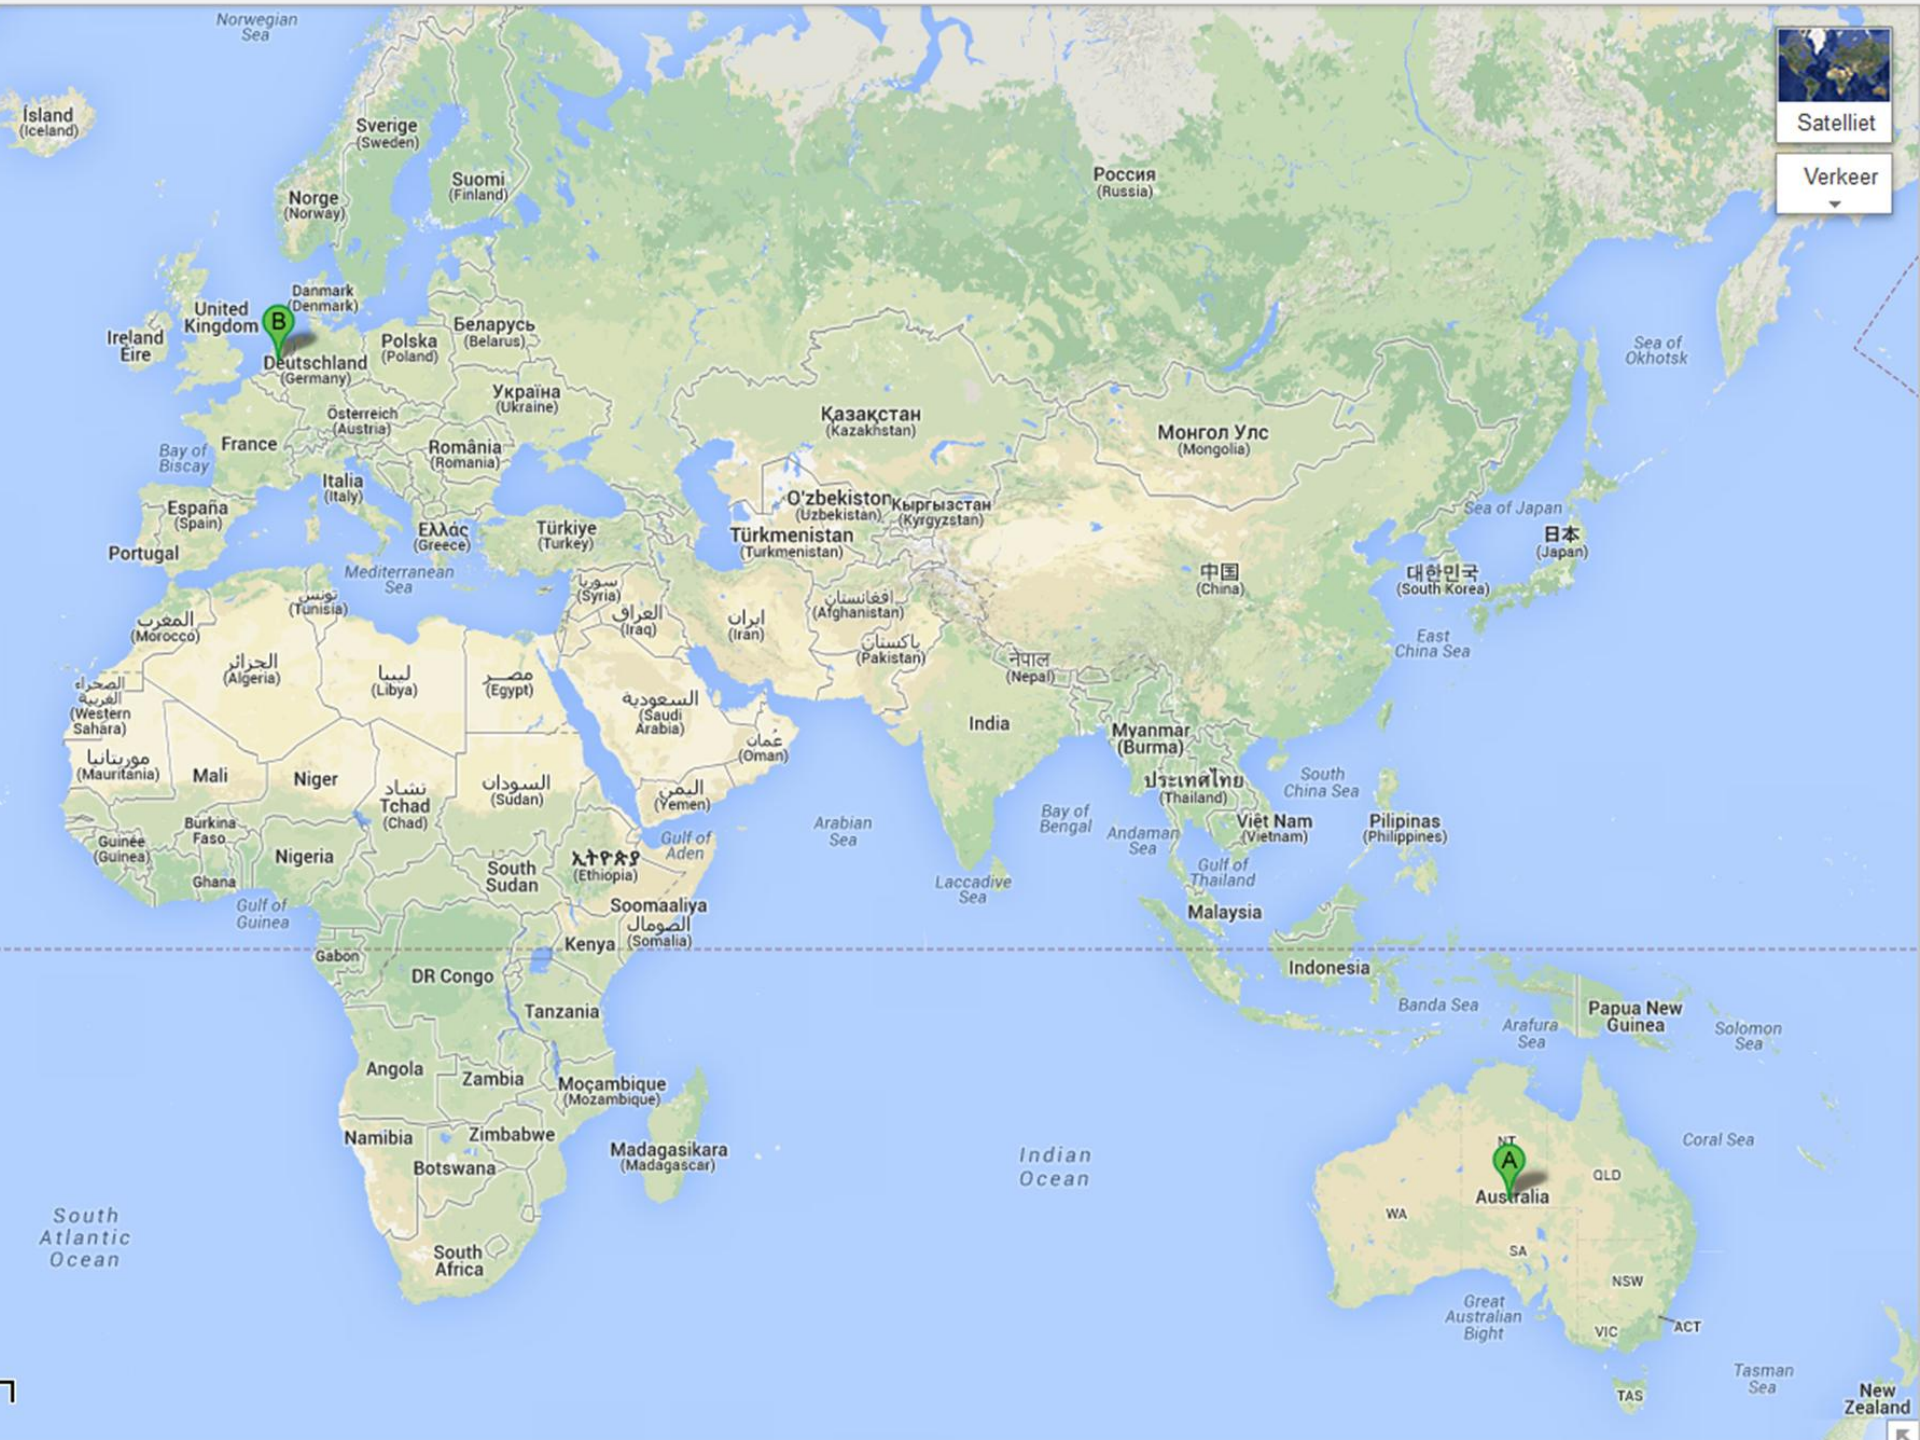 Norwegian
Sea
Ísland
(Iceland)
Sverige
(Sweden)
Suomi
(Finland)
Norge
(Norway)
Россия
(Russia)
Satelliet
Verkeer
Danmark
(Denmark)
United
Kingdom
B
Ireland
Éire
Deutschland
(Germany)
Polska
(Poland)
Беларусь
(Belarus)
Україна
(Ukraine)
Sea of
Okhotsk
Österreich
(Austria)
France
România
(Romania)
Bay of
Biscay
Қазақстан
(Kazakhstan)
Монгол Улс
(Mongolia)
Italia
(Italy)
España
(Spain)
Portugal
Ελλάς
(Greece)
Türkiye
(Turkey)
O'zbekiston
(Uzbekistan)
Кыргызстан
(Kyrgyzstan)
Türkmenistan
(Turkmenistan)
Sea of Japan
日本
(Japan)
대한민국
(South Korea)
中国
(China)
Mediterranean
Sea
تونس
(Tunisia)
سوريا
(Syria)
العراق
(Iraq)
ایران
(Iran)
افغانستان
(Afghanistan)
پاکستان
(Pakistan)
المغرب
(Morocco)
الجزائر
(Algeria)
ليبيا
(Libya)
مصر
(Egypt)
East
China Sea
नेपाल
(Nepal)
الصحراء
الغربية
(Western
Sahara)
السعودية
(Saudi
Arabia)
India
عُمان
(Oman)
Myanmar
(Burma)
موريتانيا
(Mauritania)
Mali
Niger
تشاد
Tchad
(Chad)
السودان
(Sudan)
اليمن
(Yemen)
ประเทศไทย
(Thailand)
South
China Sea
Burkina
Faso
Guinée
(Guinea)
Nigeria
Ghana
Gulf of
Guinea
South
Sudan
ኢትዮጵያ
(Ethiopia)
Gulf of
Aden
Arabian
Sea
Bay of
Bengal
Andaman
Sea
Việt Nam
(Vietnam)
Pilipinas
(Philippines)
Gulf of
Thailand
Laccadive
Sea
Soomaaliya
الصومال
(Somalia)
Malaysia
Gabon
Kenya
DR Congo
Indonesia
Tanzania
Banda Sea
Arafura
Sea
Papua New
Guinea
Solomon
Sea
Angola
Zambia
Moçambique
(Mozambique)
Namibia
Zimbabwe
Botswana
Madagasikara
(Madagascar)
Indian
Ocean
NT
A
Australia
QLD
Coral Sea
WA
South
Atlantic
Ocean
South
Africa
SA
NSW
Great
Australian
Bight
VIC
ACT
TAS
Tasman
Sea
New
Zealand